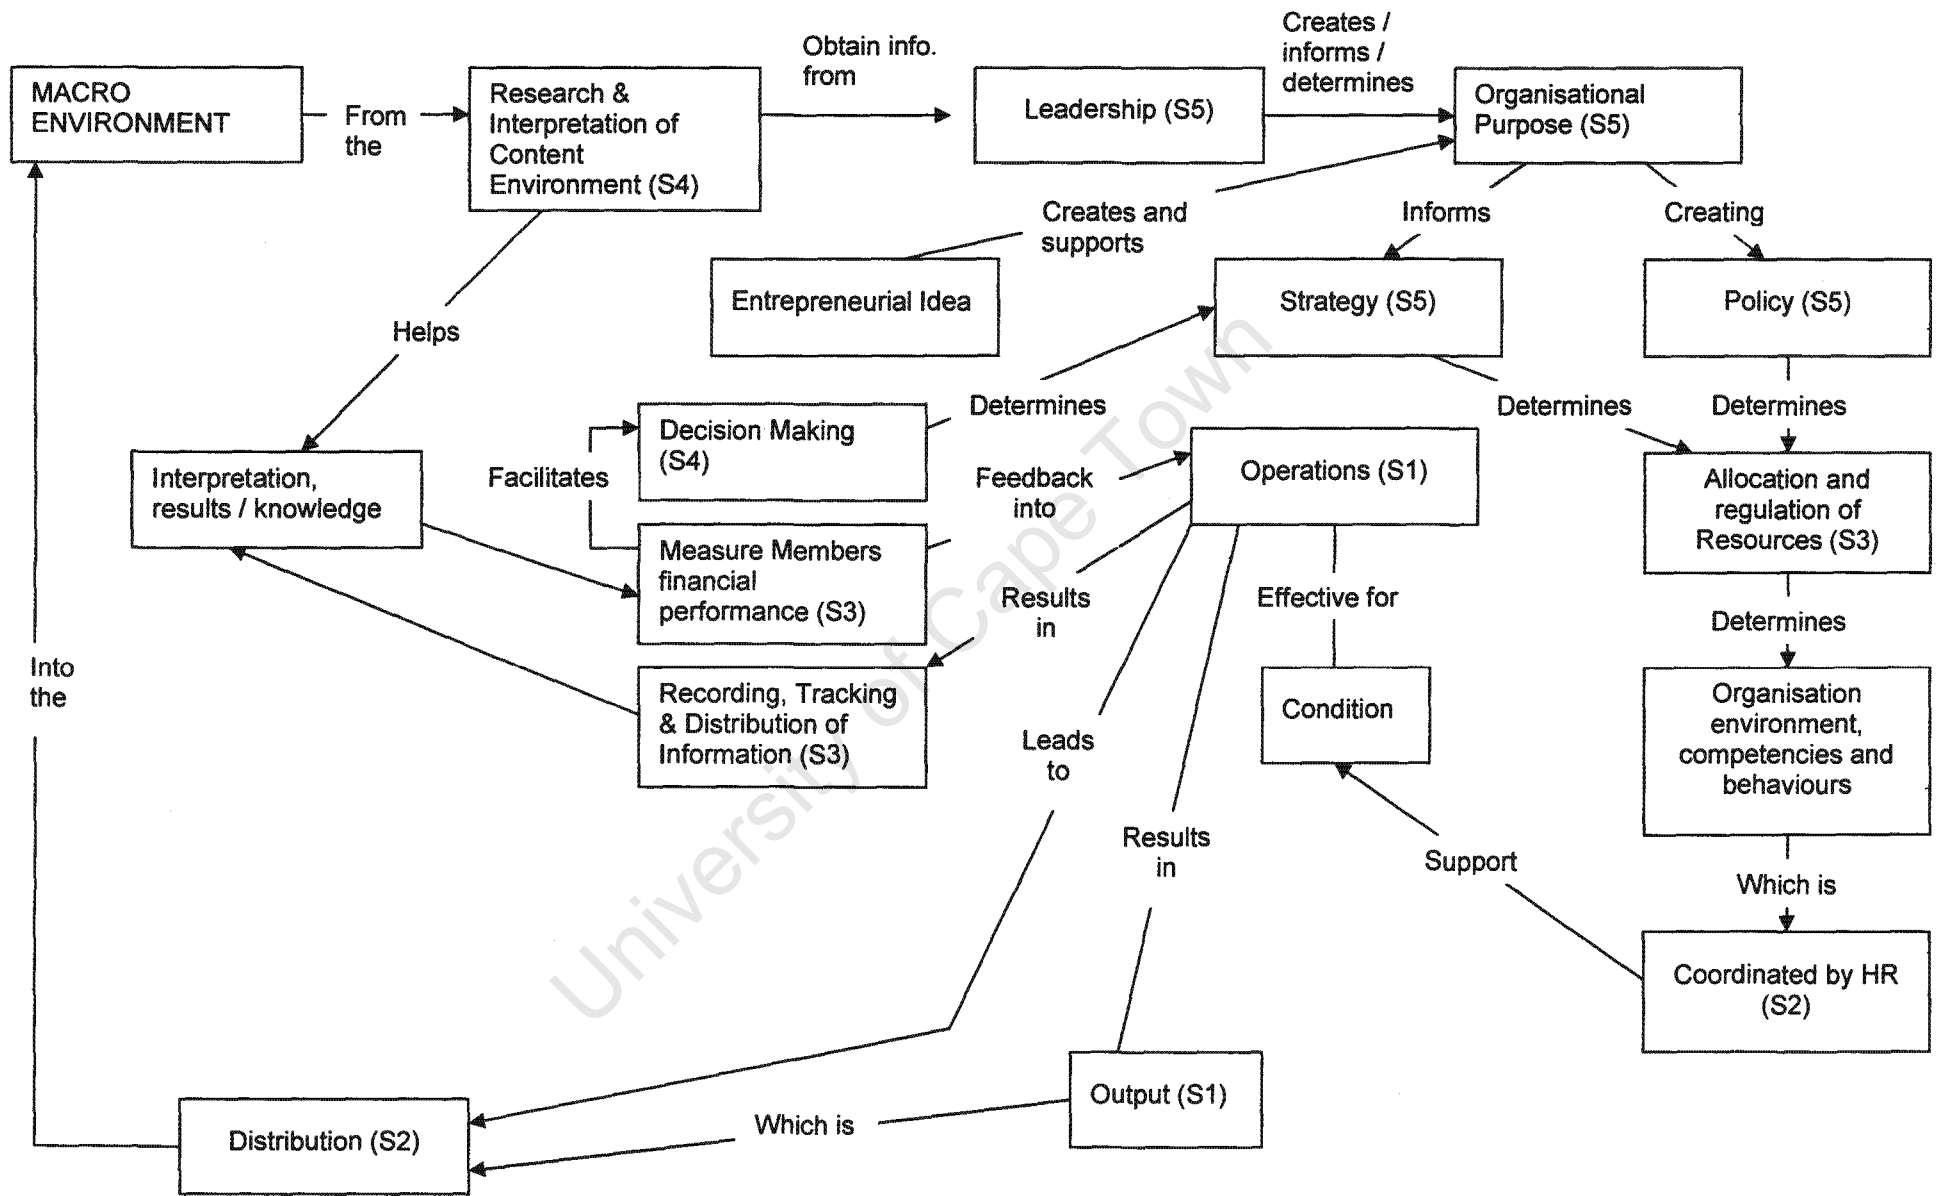 Creates /
informs /
determines
Obtain info.
from
MACRO
ENVIRONMENT
From
the
Research &
Interpretation of
Content
Environment (S4)
Leadership (S5)
Organisational
Purpose (S5)
Creates and
supports
Informs
Creating
Entrepreneurial Idea
Strategy (S5)
Policy (S5)
Helps
Determines
Determines
Determines
Decision Making
(S4)
Facilitates
Interpretation,
results / knowledge
Feedback
into
Operations (S1)
Allocation and
regulation of
Resources (S3)
Measure Members
financial
performance (S3)
Results
in
Effective for
Determines
Into
the
Recording, Tracking
& Distribution of
Information (S3)
Condition
Organisation
environment,
competencies and
behaviours
Leads
to
Results
in
Support
Which is
Coordinated by HR
(S2)
Output (S1)
Which is
Distribution (S2)
University of Cape Town